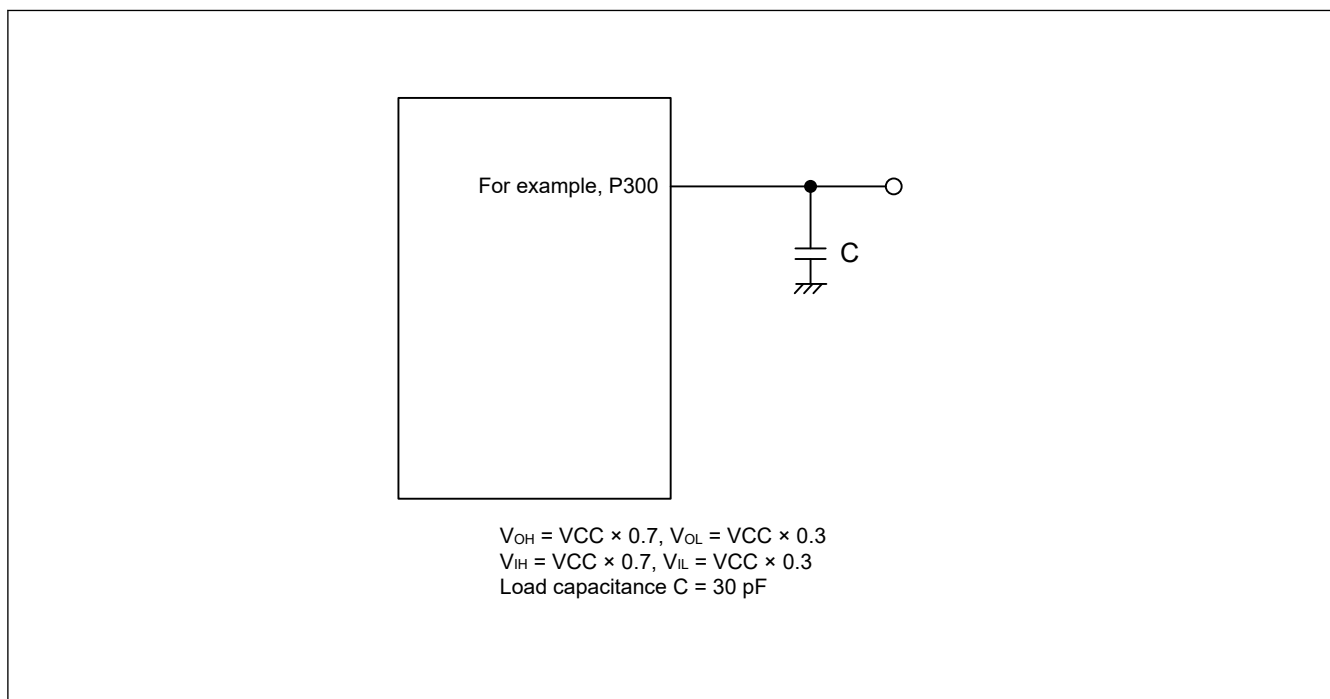 For example, P300
C
VOH = VCC × 0.7, VOL = VCC × 0.3
VIH = VCC × 0.7, VIL = VCC × 0.3
Load capacitance C = 30 pF